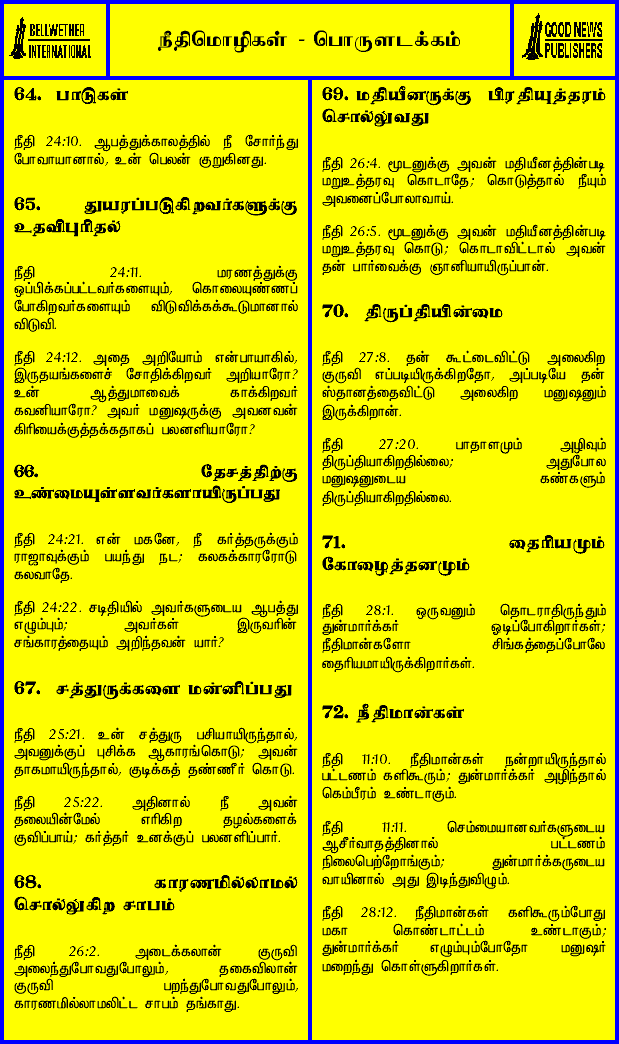 BELLWETHER
INTERNATIONAL
நீதிமொழிகள் - பொருளடக்கம்
GOOD NEWS
PUBLISHERS
64. பாடுகள்
நீதி 24:10. ஆபத்துக்காலத்தில் நீ சோர்ந்து
போவாயானால், உன் பெலன் குறுகினது.
65. துயரப்படுகிறவர்களுக்கு
உதவிபுரிதல்
நீதி 24:11. மரணத்துக்கு
ஒப்பிக்கப்பட்டவர்களையும், கொலையுண்ணப்
போகிறவர்களையும் விடுவிக்கக்கூடுமானால்
விடுவி.
நீதி 24:12. அதை அறியோம் என்பாயாகில்,
இருதயங்களைச் சோதிக்கிறவர் அறியாரோ?
உன் ஆத்துமாவைக் காக்கிறவர்
கவனியாரோ? அவர் மனுஷருக்கு அவனவன்
கிரியைக்குத்தக்கதாகப் பலனளியாரோ?
66. தேசத்திற்கு
உண்மையுள்ளவர்களாயிருப்பது
நீதி 24:21. என் மகனே, நீ கர்த்தருக்கும்
ராஜாவுக்கும் பயந்து நட; கலகக்காரரோடு
கலவாதே.
நீதி 24:22. சடிதியில் அவர்களுடைய ஆபத்து
எழும்பும்; அவர்கள் இருவரின்
சங்காரத்தையும் அறிந்தவன் யார்?
67. சத்துருக்களை மன்னிப்பது
நீதி 25:21. உன் சத்துரு பசியாயிருந்தால்,
அவனுக்குப் புசிக்க ஆகாரங்கொடு; அவன்
தாகமாயிருந்தால், குடிக்கத் தண்ணீர் கொடு.
நீதி 25:22. அதினால் நீ அவன்
தலையின்மேல் எரிகிற தழல்களைக்
குவிப்பாய்; கர்த்தர் உனக்குப் பலனளிப்பார்.
68. காரணமில்லாமல்
சொல்லுகிற சாபம்
நீதி 26:2. அடைக்கலான் குருவி
அலைந்துபோவதுபோலும், தகைவிலான்
குருவி பறந்துபோவதுபோலும்,
காரணமில்லாமலிட்ட சாபம் தங்காது.
69. மதியீனருக்கு பிரதியுத்தரம்
சொல்லுவது
நீதி 26:4. மூடனுக்கு அவன் மதியீனத்தின்படி
மறுஉத்தரவு கொடாதே; கொடுத்தால் நீயும்
அவனைப்போலாவாய்.
நீதி 26:5. மூடனுக்கு அவன் மதியீனத்தின்படி
மறுஉத்தரவு கொடு; கொடாவிட்டால் அவன்
தன் பார்வைக்கு ஞானியாயிருப்பான்.
70. திருப்தியின்மை
நீதி 27:8. தன் கூட்டைவிட்டு அலைகிற
குருவி எப்படியிருக்கிறதோ, அப்படியே தன்
ஸ்தானத்தைவிட்டு அலைகிற மனுஷனும்
இருக்கிறான்.
நீதி 27:20. பாதாளமும் அழிவும்
திருப்தியாகிறதில்லை; அதுபோல
மனுஷனுடைய கண்களும்
திருப்தியாகிறதில்லை.
71. தைரியமும்
கோழைத்தனமும்
நீதி 28:1. ஒருவனும் தொடராதிருந்தும்
துன்மார்க்கர் ஓடிப்போகிறார்கள்;
நீதிமான்களோ சிங்கத்தைப்போலே
தைரியமாயிருக்கிறார்கள்.
72. நீதிமான்கள்
நீதி 11:10. நீதிமான்கள் நன்றாயிருந்தால்
பட்டணம் களிகூரும்; துன்மார்க்கர் அழிந்தால்
கெம்பீரம் உண்டாகும்.
நீதி 11:11. செம்மையானவர்களுடைய
ஆசீர்வாதத்தினால் பட்டணம்
நிலைபெற்றோங்கும்; துன்மார்க்கருடைய
வாயினால் அது இடிந்துவிழும்.
நீதி 28:12. நீதிமான்கள் களிகூரும்போது
மகா கொண்டாட்டம் உண்டாகும்;
துன்மார்க்கர் எழும்பும்போதோ மனுஷர்
மறைந்து கொள்ளுகிறார்கள்.